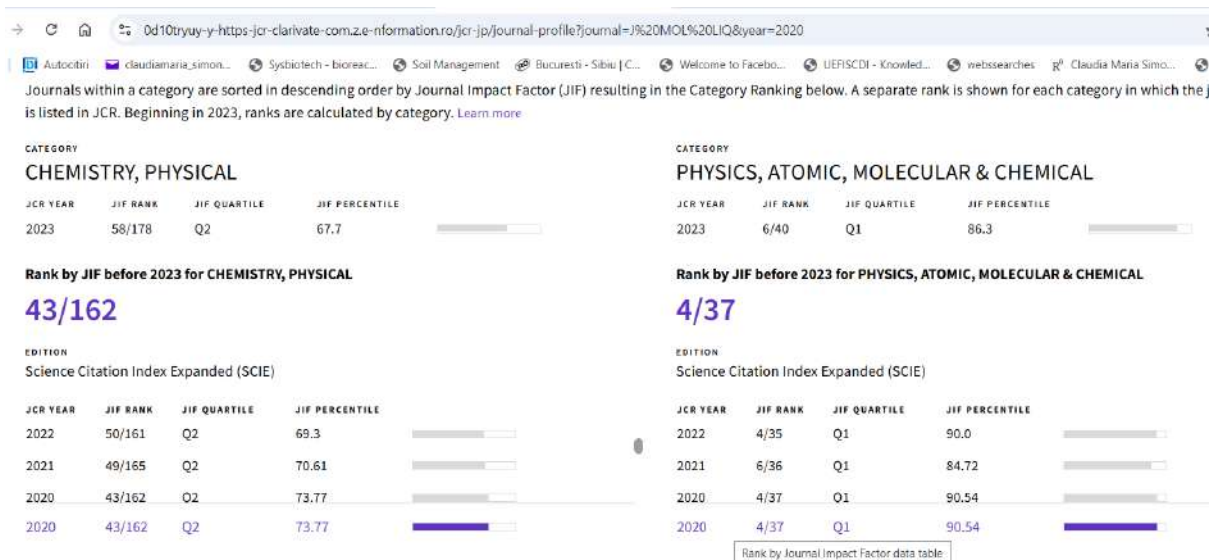 0d10tryuy-y-https-jcr-clarivate-com.z.e-nformation.ro/jcr-jp/journal-profile?journal=J%20MOL%20LIQ&year=2020
Autocitiri claudiamaria_simon... Sysbiotech - bioreac... Soil Management Bucuresti - Sibiu | C... Welcome to Facebo... UEFISCDI - Knowled... webssearches R⁶ Claudia Maria Simo...
Journals within a category are sorted in descending order by Journal Impact Factor (JIF) resulting in the Category Ranking below. A separate rank is shown for each category in which the j
is listed in JCR. Beginning in 2023, ranks are calculated by category. Learn more
CATEGORY
CHEMISTRY, PHYSICAL
JCR YEAR JIF RANK JIF QUARTILE JIF PERCENTILE
2023 58/178 Q2 67.7
Rank by JIF before 2023 for CHEMISTRY, PHYSICAL
43/162
EDITION
Science Citation Index Expanded (SCIE)
JCR YEAR JIF RANK JIF QUARTILE JIF PERCENTILE
2022 50/161 Q2 69.3
2021 49/165 Q2 70.61
2020 43/162 Q2 73.77
2020 43/162 Q2 73.77
CATEGORY
PHYSICS, ATOMIC, MOLECULAR & CHEMICAL
JCR YEAR JIF RANK JIF QUARTILE JIF PERCENTILE
2023 6/40 Q1 86.3
Rank by JIF before 2023 for PHYSICS, ATOMIC, MOLECULAR & CHEMICAL
4/37
EDITION
Science Citation Index Expanded (SCIE)
JCR YEAR JIF RANK JIF QUARTILE JIF PERCENTILE
2022 4/35 Q1 90.0
2021 6/36 Q1 84.72
2020 4/37 Q1 90.54
2020 4/37 Q1 90.54
Rank by Journal Impact Factor data table